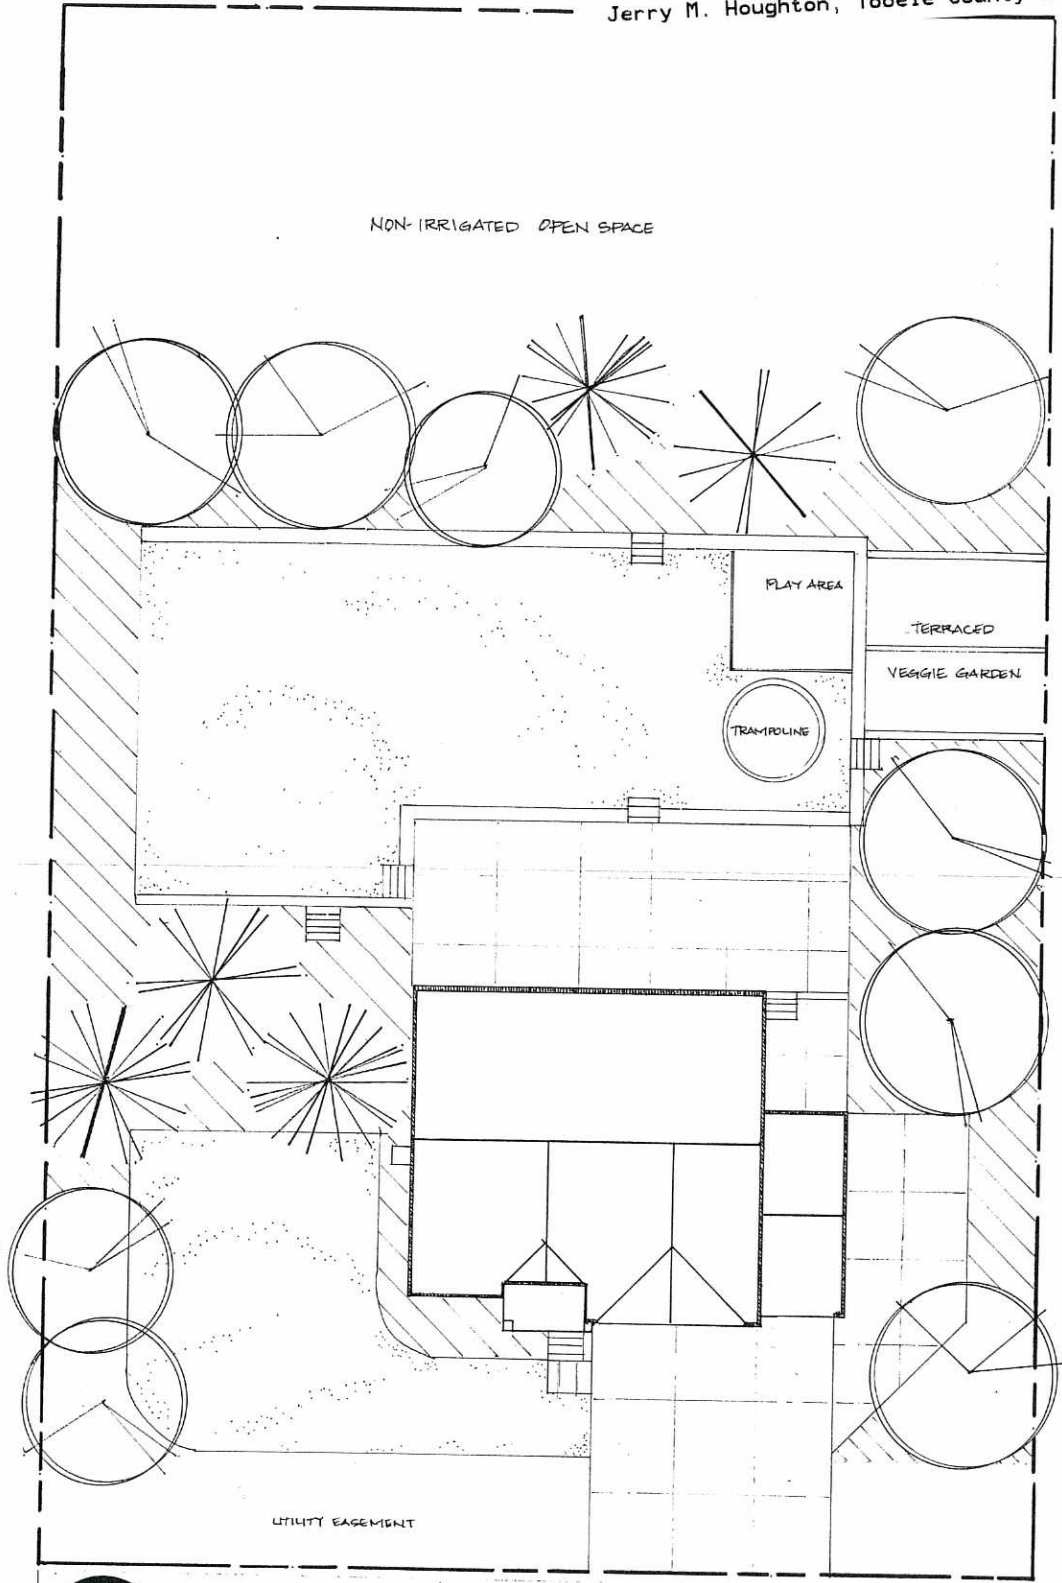 Jerry M. Houghton, Tooele County
NON-IRRIGATED OPEN SPACE
PLAY AREA
TERRACED
VEGGIE GARDEN
TRAMPOLINE
UTILITY EASEMENT